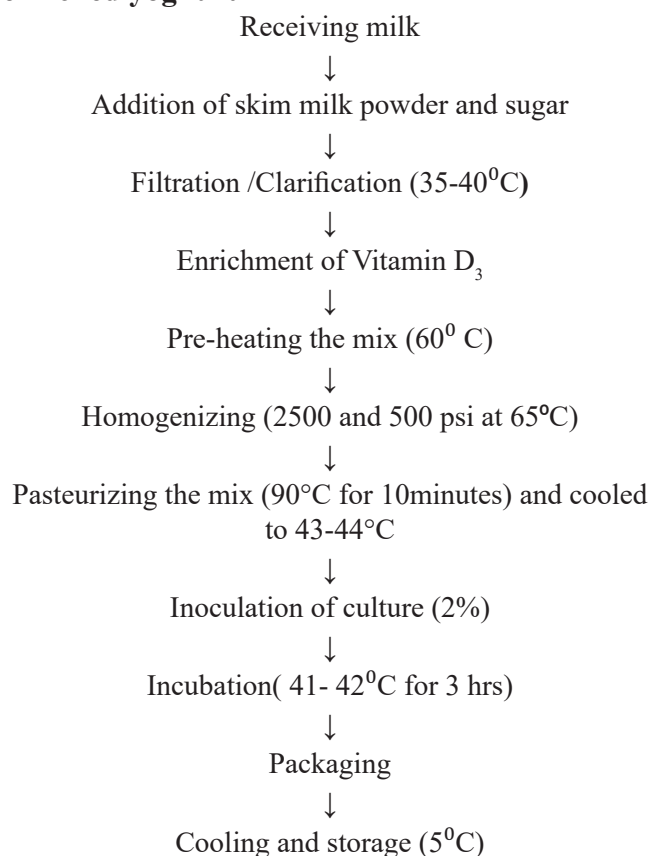 Receiving milk
↓
Addition of skim milk powder and sugar
↓
Filtration /Clarification (35-40⁰C)
↓
Enrichment of Vitamin D₃
↓
Pre-heating the mix (60⁰ C)
↓
Homogenizing (2500 and 500 psi at 65⁰C)
↓
Pasteurizing the mix (90°C for 10minutes) and cooled
to 43-44°C
↓
Inoculation of culture (2%)
↓
Incubation( 41- 42⁰C for 3 hrs)
↓
Packaging
↓
Cooling and storage (5⁰C)